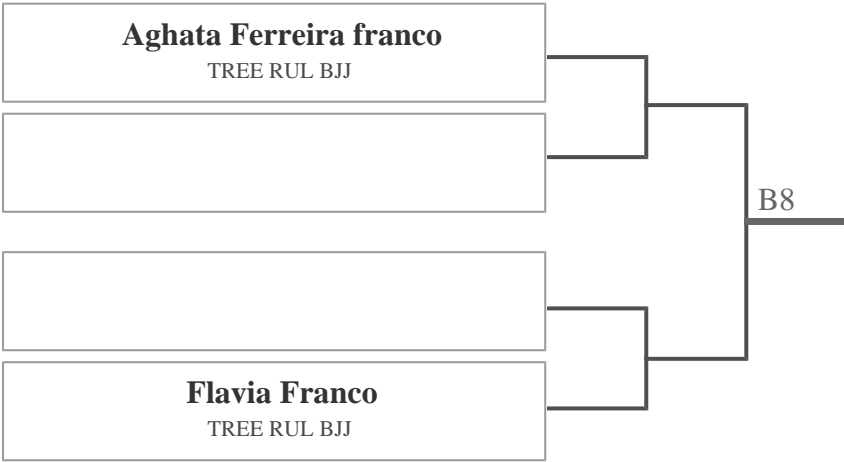 Aghata Ferreira franco
TREE RUL BJJ
B8
Flavia Franco
TREE RUL BJJ